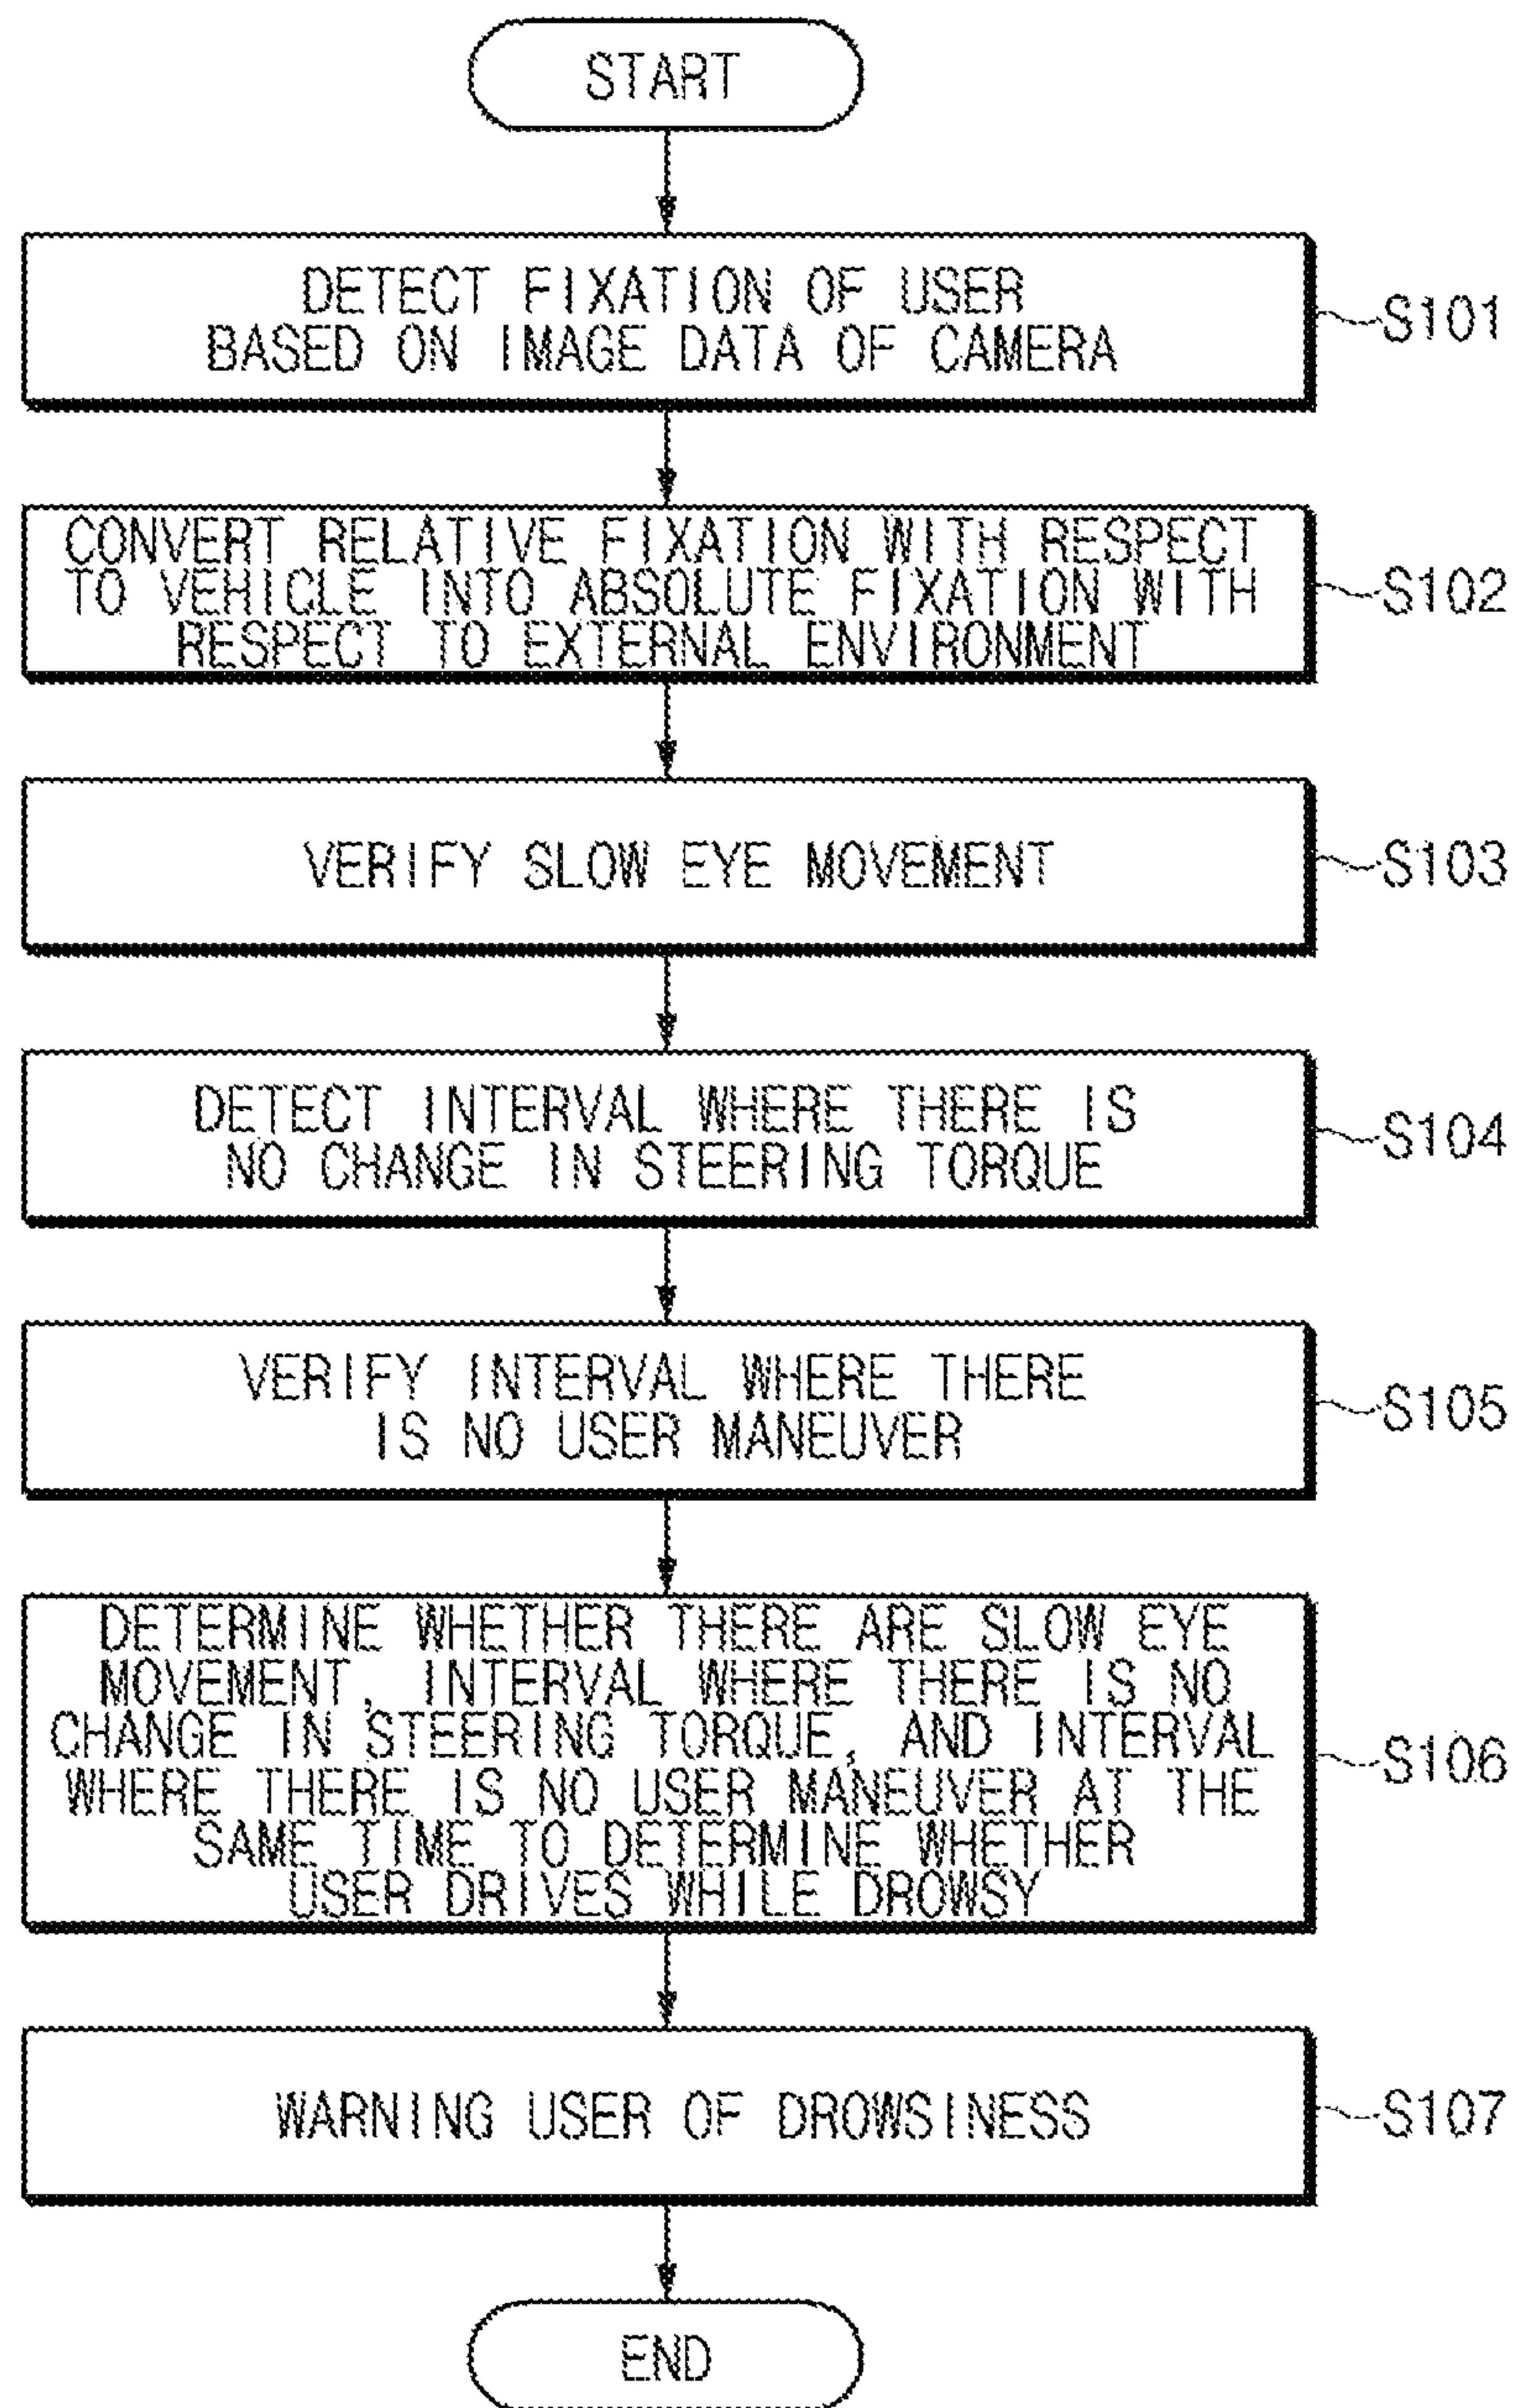 START
DETECT FIXATION OF USER
BASED ON IMAGE DATA OF CAMERA
S101
CONVERT RELATIVE FIXATION WITH RESPECT
TO VEHICLE INTO ABSOLUTE FIXATION WITH
RESPECT TO EXTERNAL ENVIRONMENT
S102
VERIFY SLOW EYE MOVEMENT
S103
DETECT INTERVAL WHERE THERE IS
NO CHANGE IN STEERING TORQUE
S104
VERIFY INTERVAL WHERE THERE
IS NO USER MANEUVER
S105
DETERMINE WHETHER THERE ARE SLOW EYE
MOVEMENT, INTERVAL WHERE THERE IS NO
CHANGE IN STEERING TORQUE, AND INTERVAL
WHERE THERE IS NO USER MANEUVER AT THE
SAME TIME TO DETERMINE WHETHER
USER DRIVES WHILE DROWSY
S106
WARNING USER OF DROWSINESS
S107
END